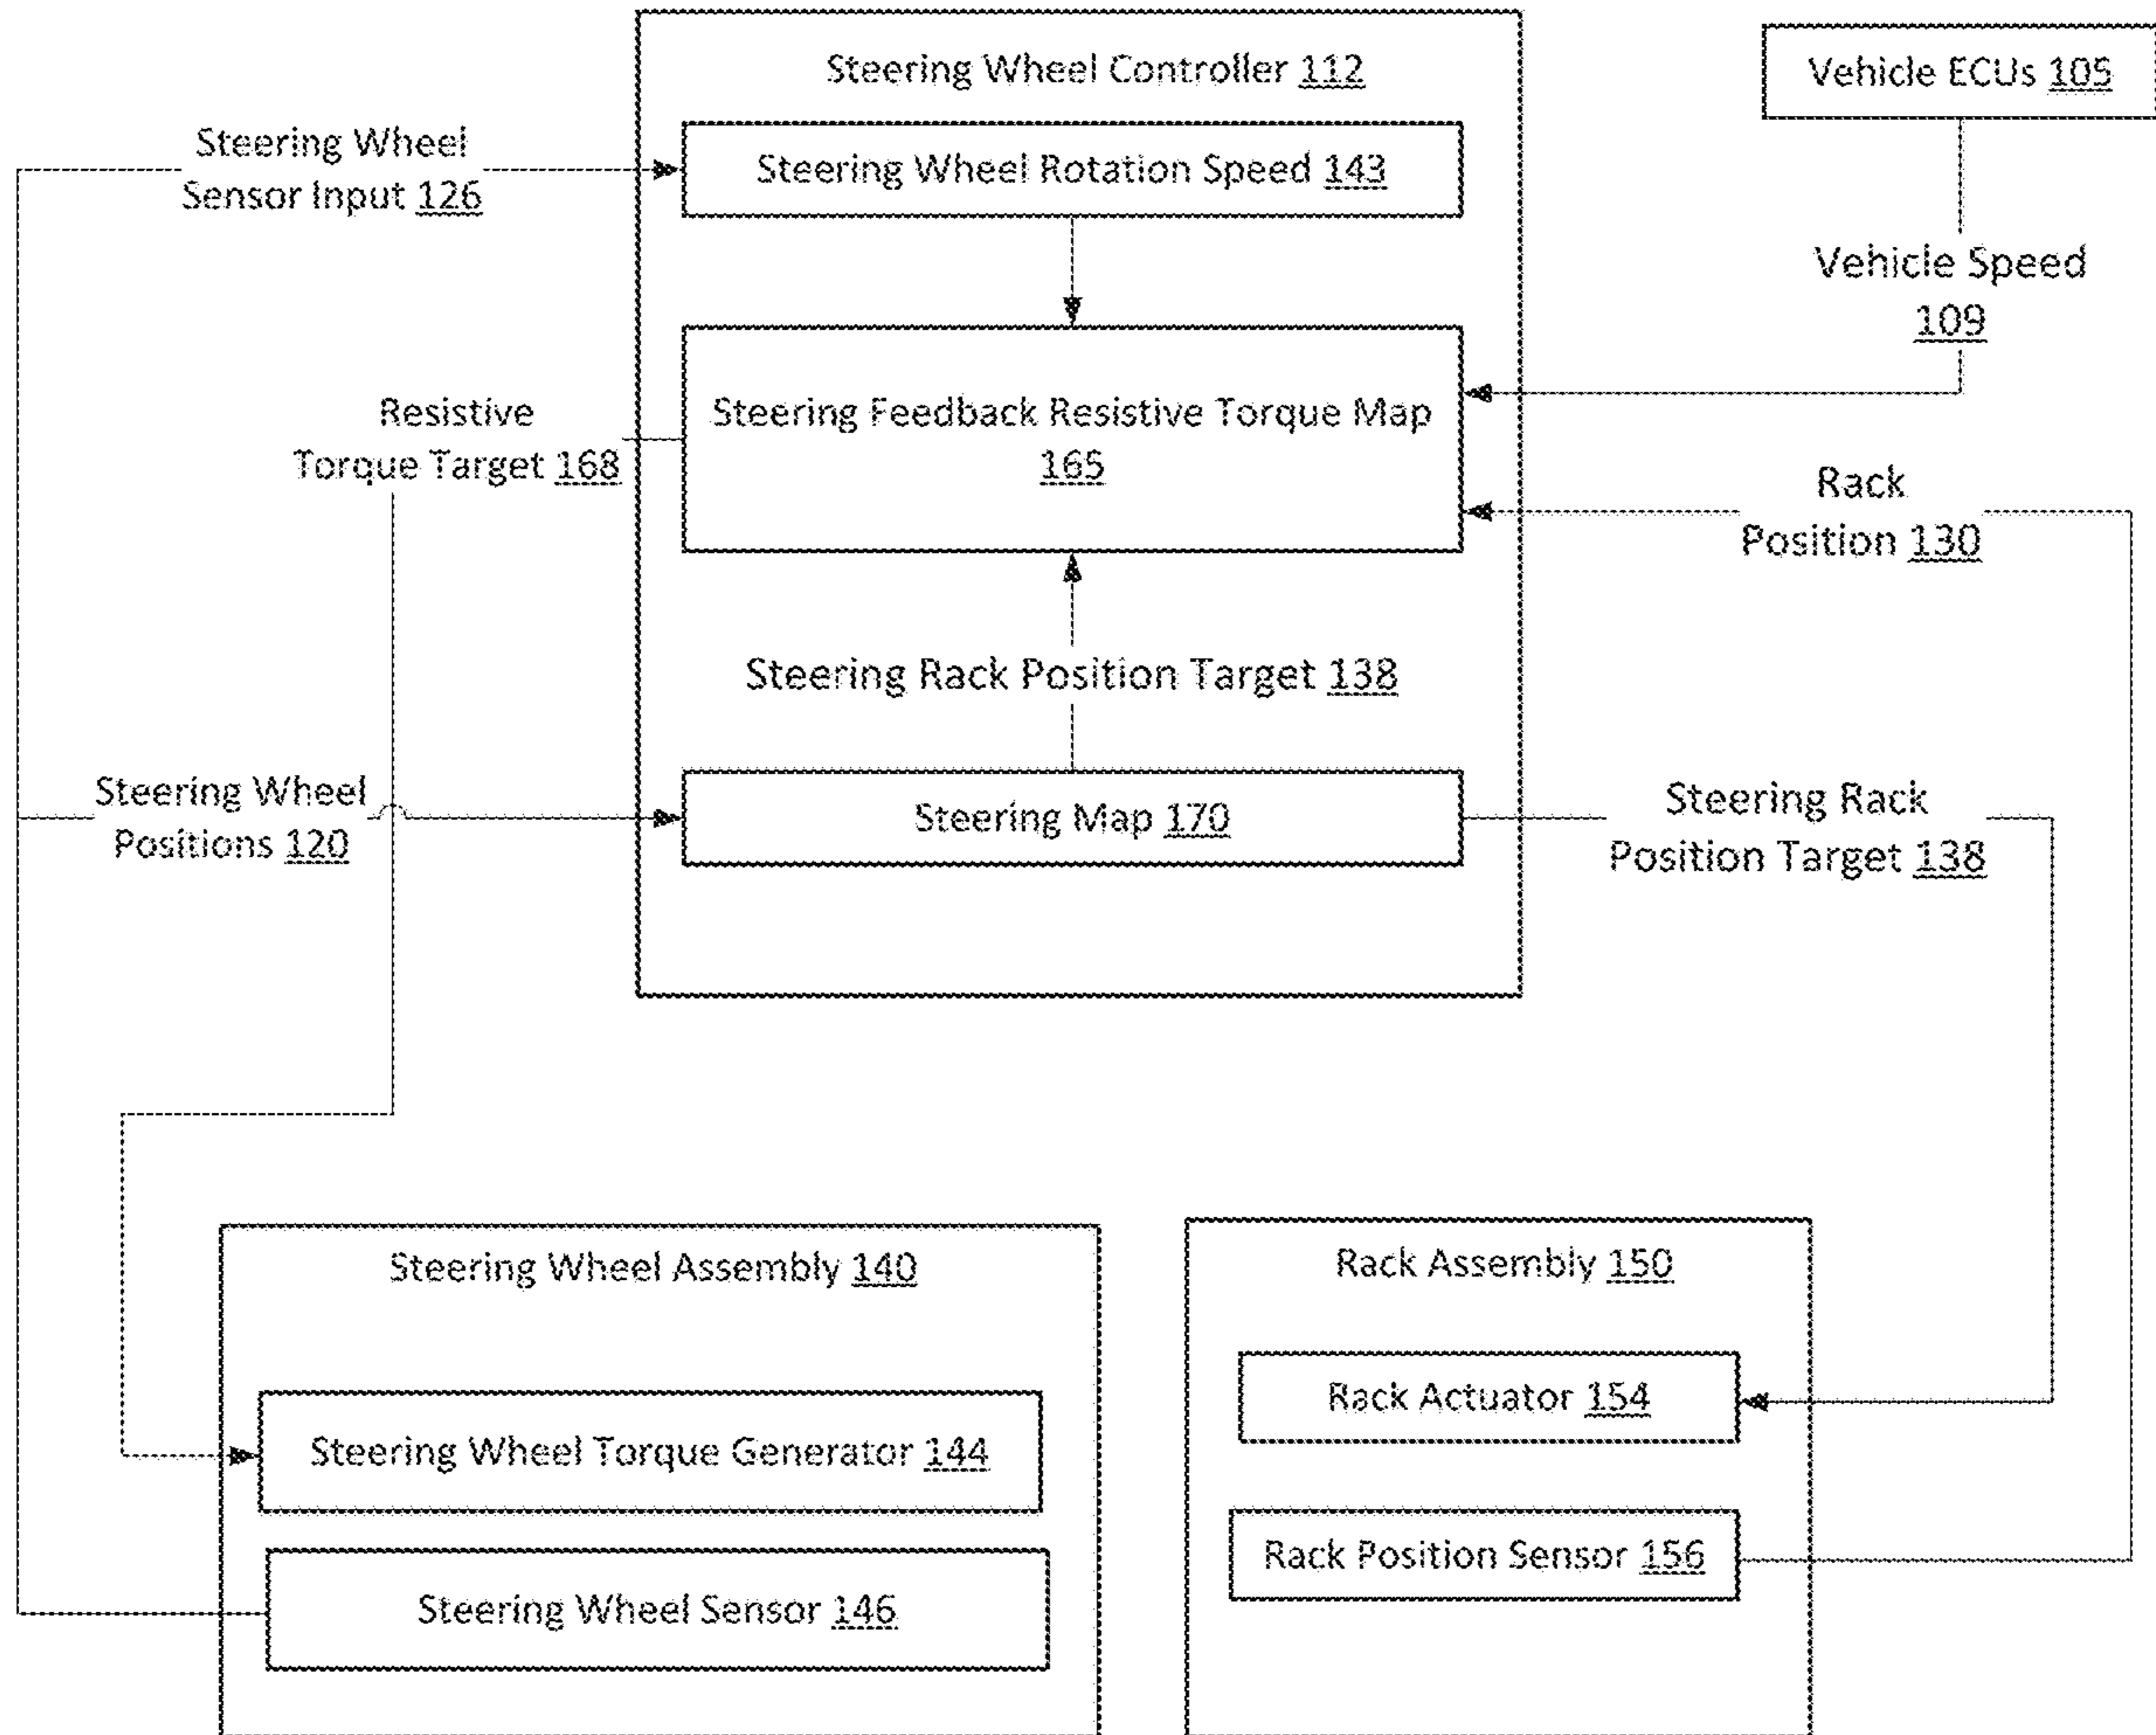 Steering Wheel Controller 112
Vehicle ECUs 105
Steering Wheel
Sensor Input 126
Steering Wheel Rotation Speed 143
Vehicle Speed
109
Resistive
Torque Target 168
Steering Feedback Resistive Torque Map
165
Rack
Position 130
Steering Rack Position Target 138
Steering Wheel
Positions 120
Steering Map 170
Steering Rack
Position Target 138
Steering Wheel Assembly 140
Steering Wheel Torque Generator 144
Steering Wheel Sensor 146
Rack Assembly 150
Rack Actuator 154
Rack Position Sensor 156